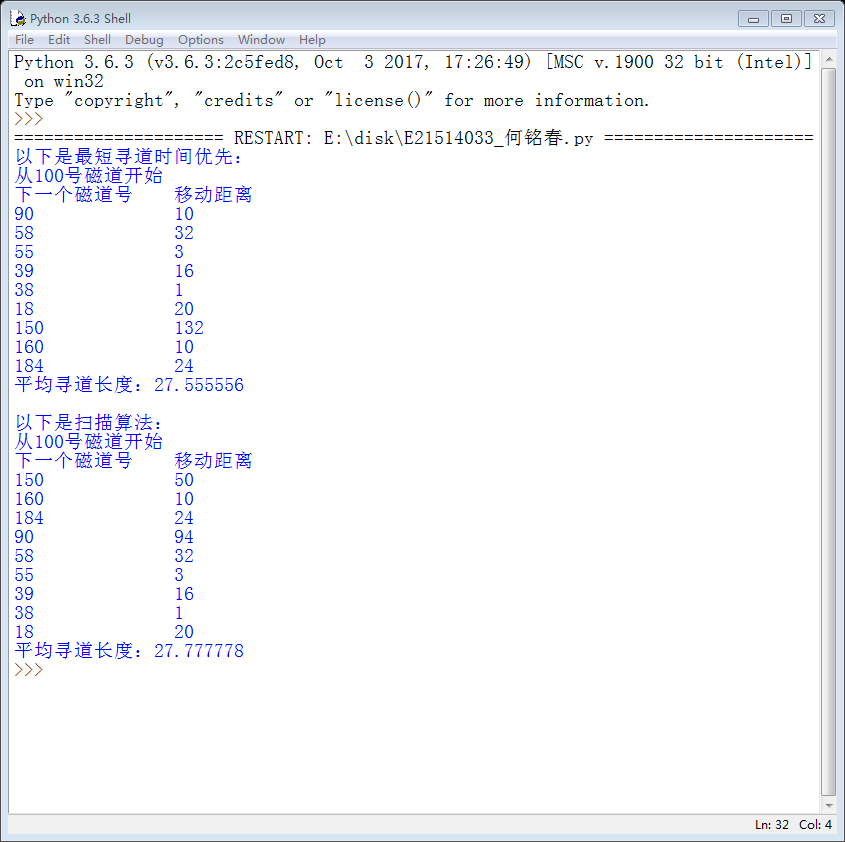 Python 3.6.3 Shell
File Edit Shell Debug Options Window Help
Python 3.6.3 (v3.6.3:2c5fed8, Oct  3 2017, 17:26:49) [MSC v.1900 32 bit (Intel)]
 on win32
Type "copyright", "credits" or "license()" for more information.
>>>
===================== RESTART: E:\disk\E21514033_何铭春.py =====================
以下是最短寻道时间优先:
从100号磁道开始
下一个磁道号 移动距离
90 10
58 32
55 3
39 16
38 1
18 20
150 132
160 10
184 24
平均寻道长度: 27.555556
以下是扫描算法:
从100号磁道开始
下一个磁道号 移动距离
150 50
160 10
184 24
90 94
58 32
55 3
39 16
38 1
18 20
平均寻道长度: 27.777778
>>>
Ln: 32 Col: 4